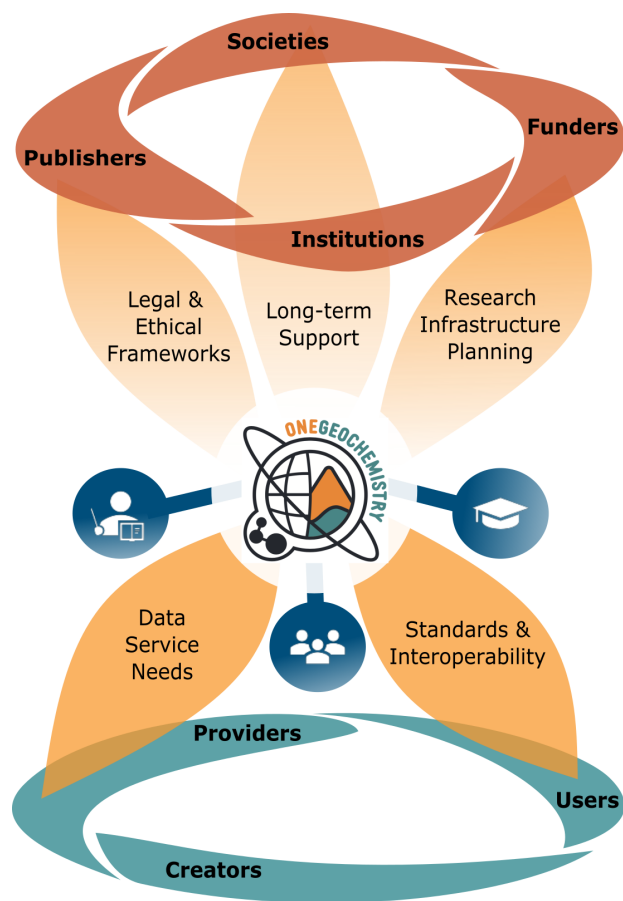 Societies
Publishers
Funders
Institutions
Legal &
Ethical
Frameworks
Long-term
Support
Research
Infrastructure
Planning
ONEGEOCHEMISTRY
Data
Service
Needs
Standards &
Interoperability
Providers
Users
Creators